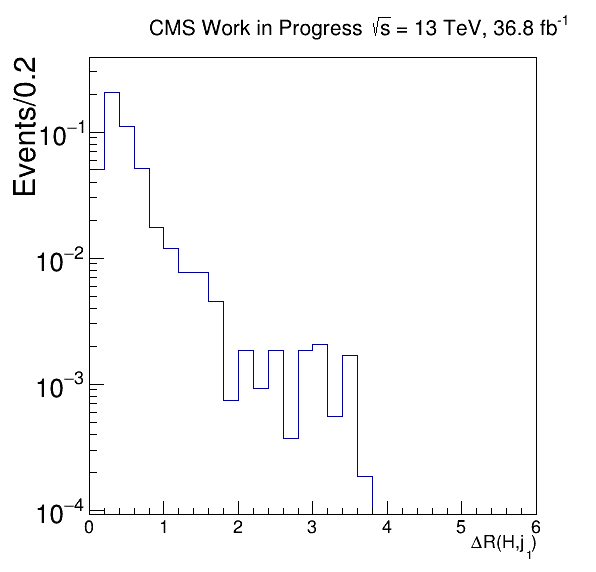 CMS Work in Progress √s = 13 TeV, 36.8 fb⁻¹
Events/0.2
10⁻¹
10⁻²
10⁻³
10⁻⁴
0 1 2 3 4 5 6
ΔR(H,j₁)